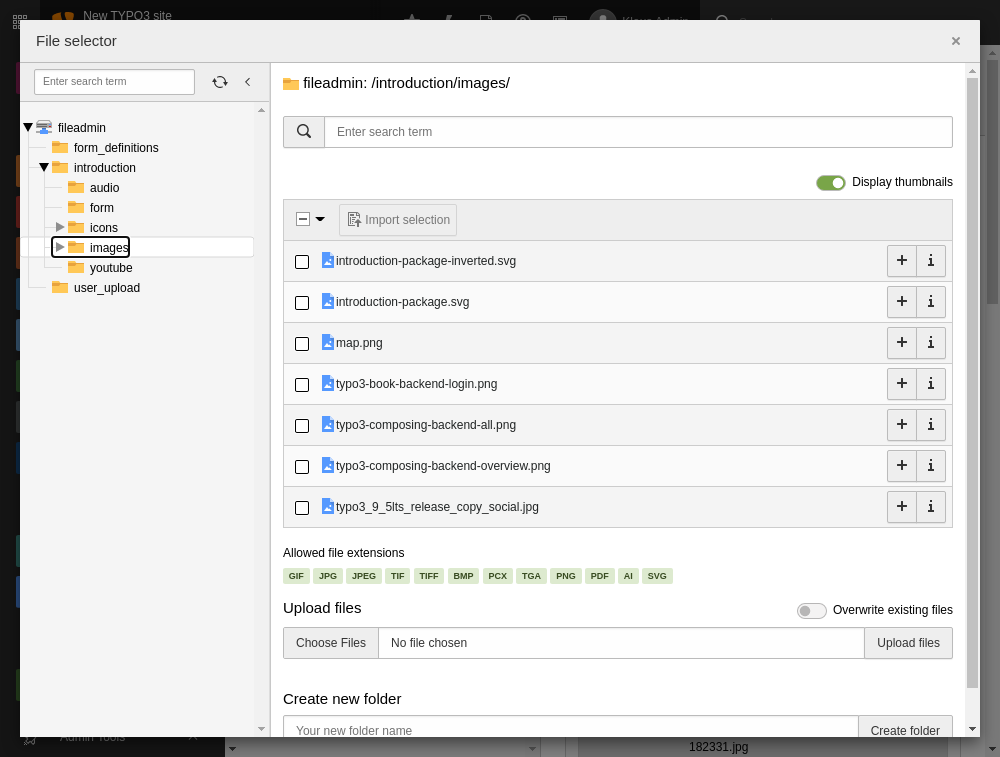 New TYPO3 site
Klaus Admin
File selector
×
Enter search term
fileadmin
form_definitions
introduction
audio
form
icons
images
youtube
user_upload
fileadmin: /introduction/images/
Enter search term
Display thumbnails
Import selection
introduction-package-inverted.svg
introduction-package.svg
map.png
typo3-book-backend-login.png
typo3-composing-backend-all.png
typo3-composing-backend-overview.png
typo3_9_5lts_release_copy_social.jpg
Allowed file extensions
GIF JPG JPEG TIF TIFF BMP PCX TGA PNG PDF AI SVG
Upload files
Overwrite existing files
Choose Files No file chosen Upload files
Create new folder
Your new folder name Create folder
Admin Tools
182331.jpg